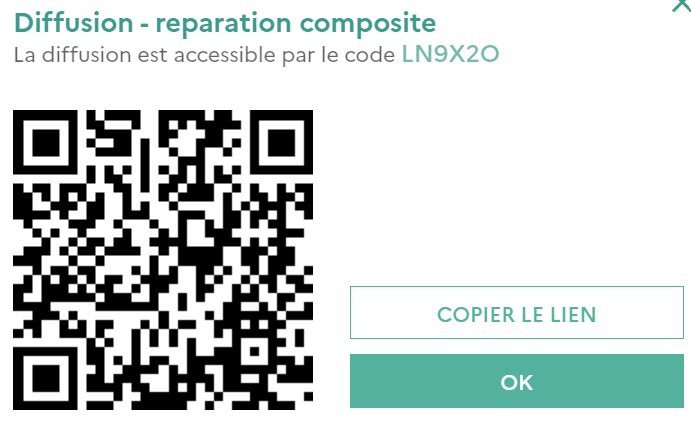 Diffusion - reparation composite
La diffusion est accessible par le code LN9X2O
COPIER LE LIEN
OK